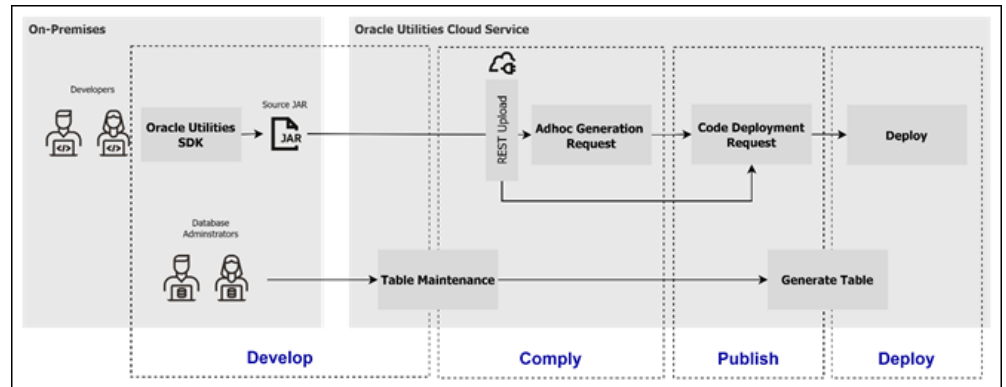 On-Premises
Oracle Utilities Cloud Service
Developers
Oracle Utilities
SDK
Source JAR
JAR
REST Upload
Adhoc Generation
Request
Code Deployment
Request
Deploy
Database
Adminstrators
Table Maintenance
Generate Table
Develop
Comply
Publish
Deploy